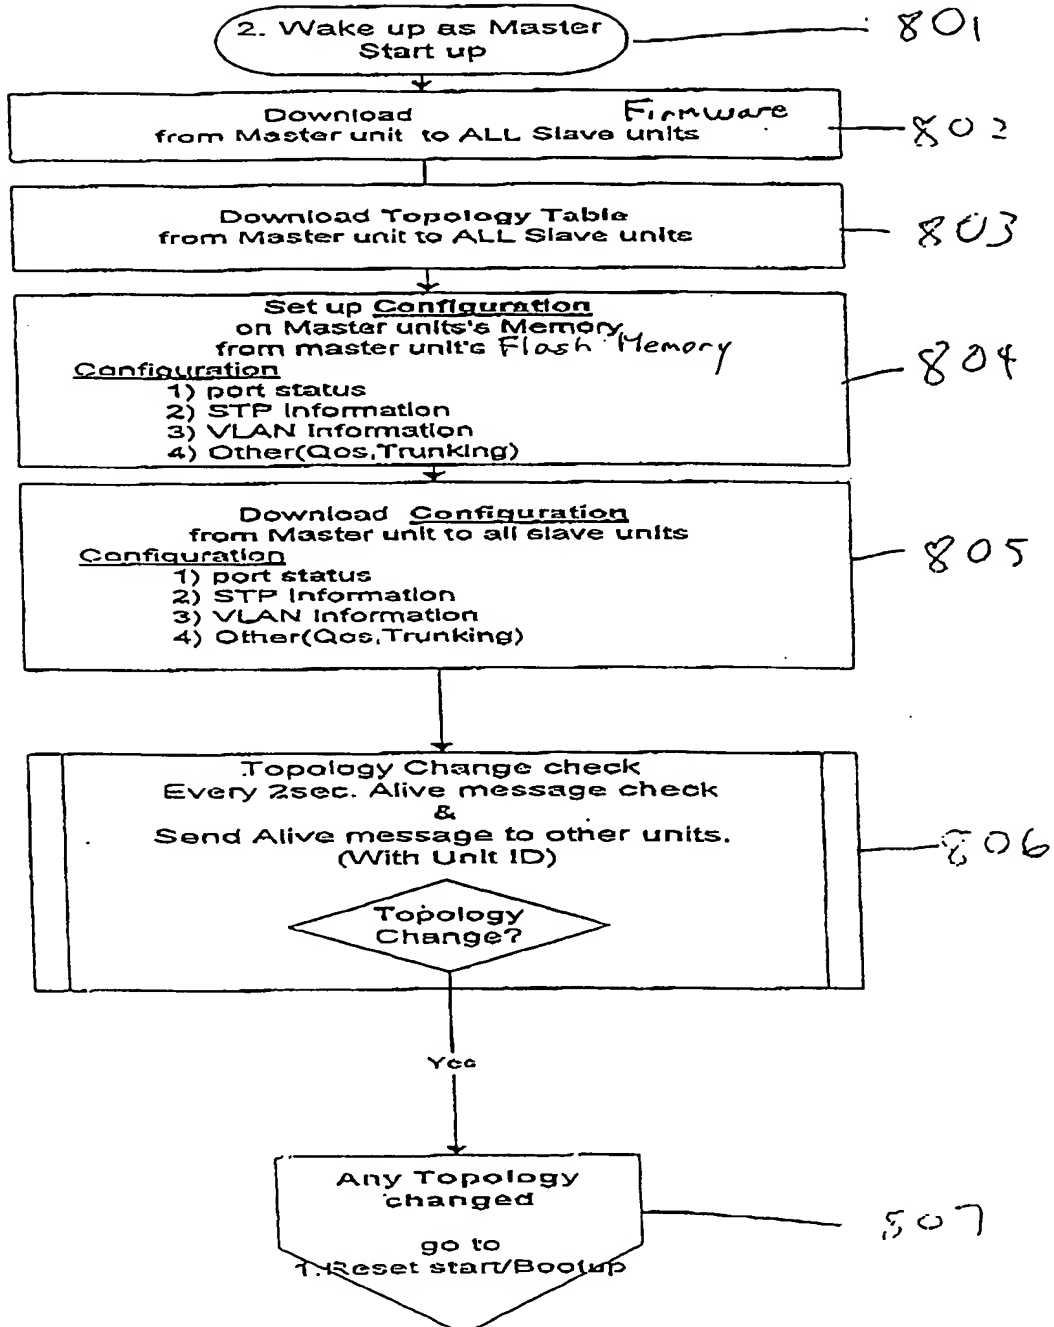 2. Wake up as Master
Start up
801
Download Firmware
from Master unit to ALL Slave units
802
Download Topology Table
from Master unit to ALL Slave units
803
Set up Configuration
on Master units's Memory
from master unit's Flash Memory
Configuration
1) port status
2) STP Information
3) VLAN Information
4) Other(Qos,Trunking)
804
Download Configuration
from Master unit to all slave units
Configuration
1) port status
2) STP Information
3) VLAN Information
4) Other(Qos,Trunking)
805
Topology Change check
Every 2sec. Alive message check
&
Send Alive message to other units.
(With Unit ID)
806
Topology
Change?
Yes
Any Topology
changed
807
go to
1.Reset start/Bootup